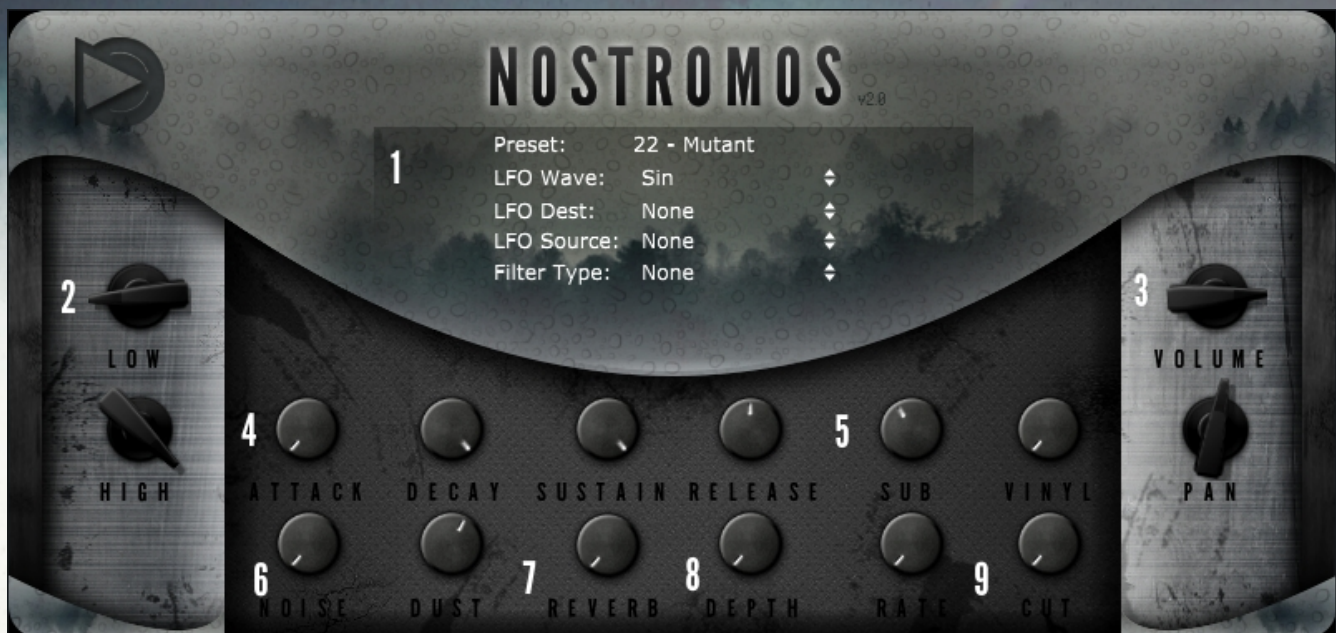 NOSTROMOS
v2.0
1
Preset: 22 - Mutant
LFO Wave: Sin
LFO Dest: None
LFO Source: None
Filter Type: None
2
LOW
HIGH
3
VOLUME
PAN
4
5
ATTACK DECAY SUSTAIN RELEASE SUB VINYL
6
7
8
9
NOISE DUST REVERB DEPTH RATE CUT